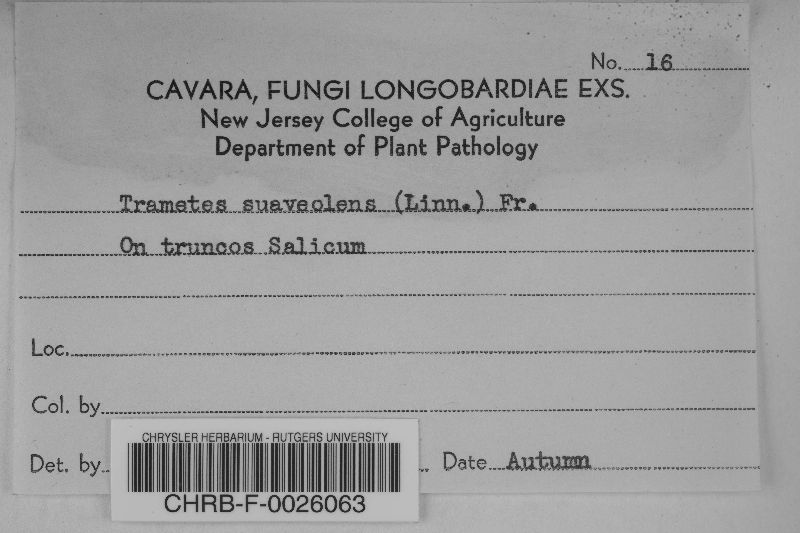 No. 16
CAVARA, FUNGI LONGOBARDIAE EXS.
New Jersey College of Agriculture
Department of Plant Pathology
Trametes suaveolens (Linn.) Fr.
On truncos Salicum
Loc.
Col. by
Det. by
Date Autumn
CHRYSLER HERBARIUM - RUTGERS UNIVERSITY
CHRB-F-0026063